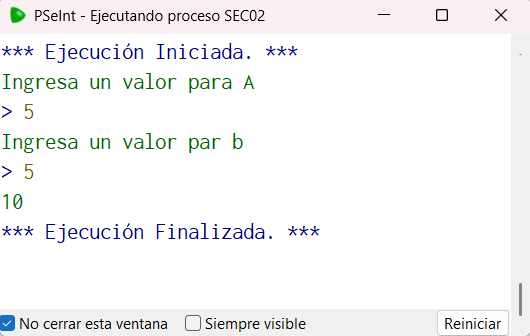 PSeInt - Ejecutando proceso SEC02
*** Ejecución Iniciada. ***
Ingresa un valor para A
> 5
Ingresa un valor par b
> 5
10
*** Ejecución Finalizada. ***
No cerrar esta ventana Siempre visible Reiniciar